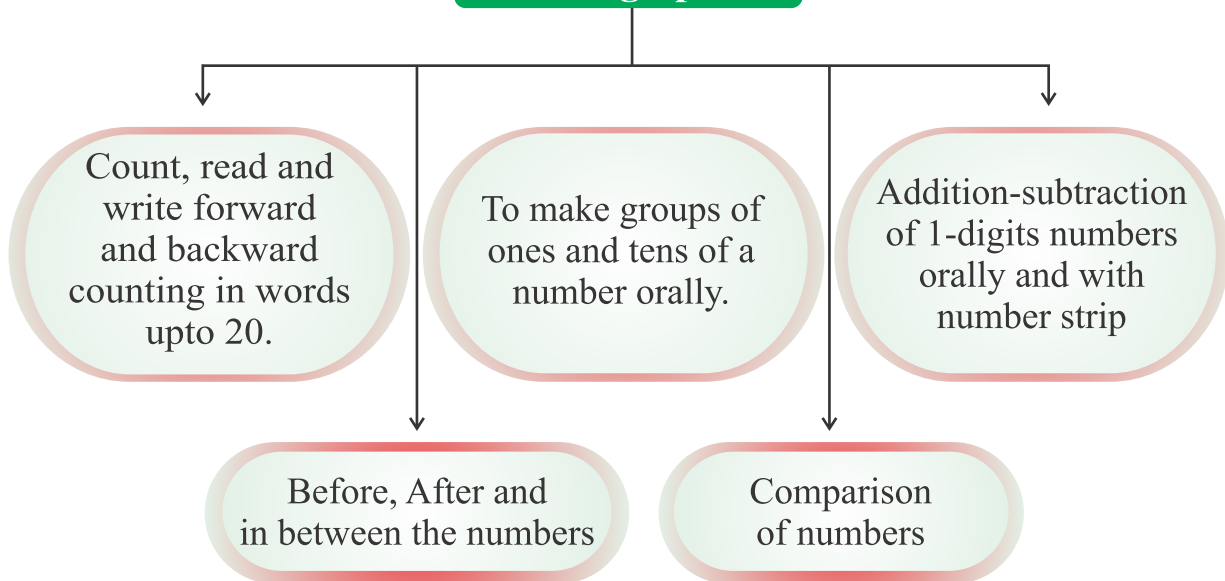 Count, read and
write forward
and backward
counting in words
upto 20.
To make groups of
ones and tens of a
number orally.
Addition-subtraction
of 1-digits numbers
orally and with
number strip
Before, After and
in between the numbers
Comparison
of numbers